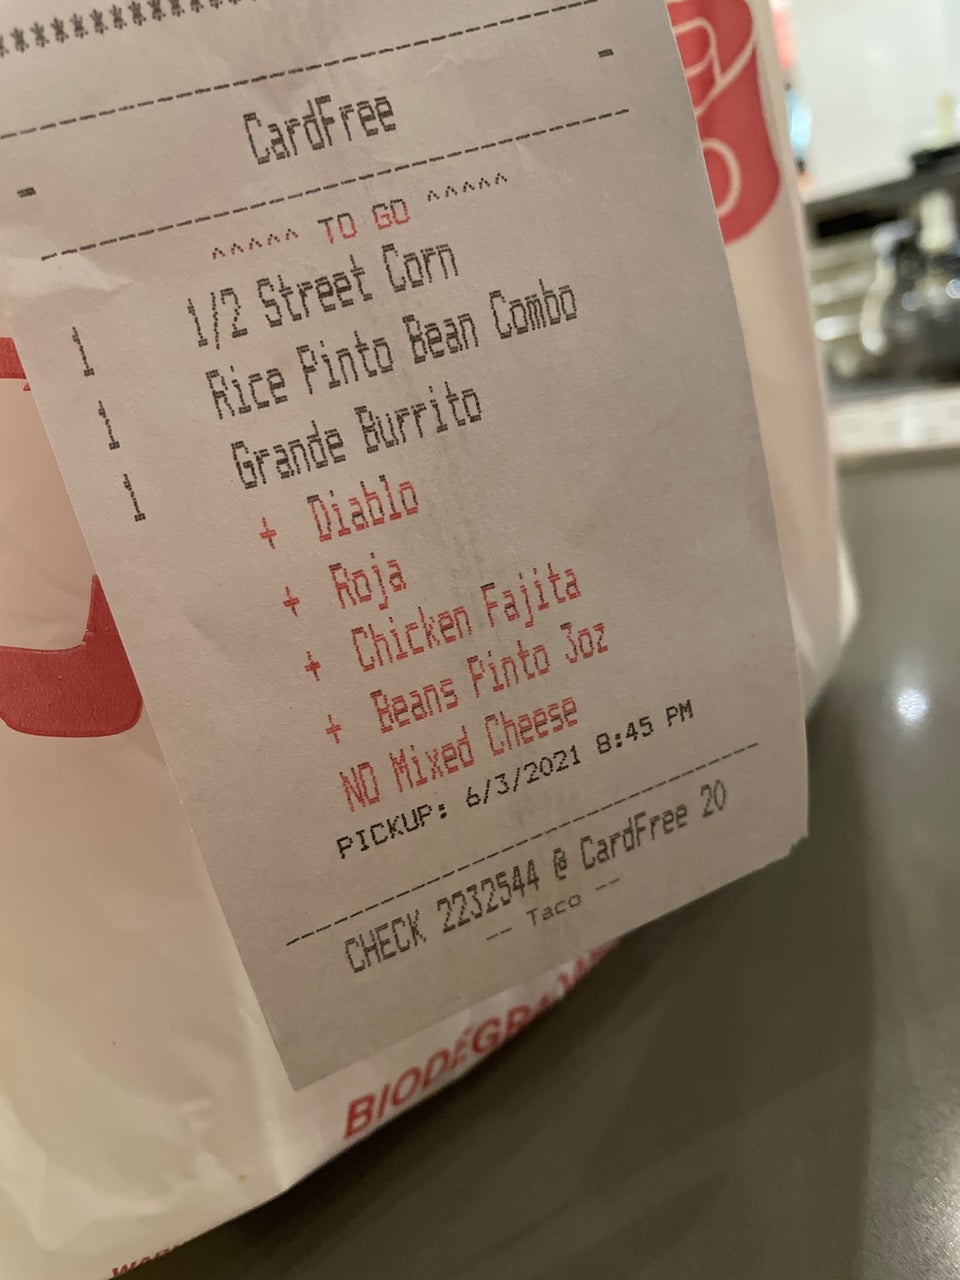 ************
- CardFree -
^^^^^ TO GO ^^^^^
1 1/2 Street Corn
1 Rice Pinto Bean Combo
1 Grande Burrito
+ Diablo
+ Roja
+ Chicken Fajita
+ Beans Pinto 3oz
NO Mixed Cheese
PICKUP: 6/3/2021 8:45 PM
CHECK 2232544 @ CardFree 20
-- Taco --